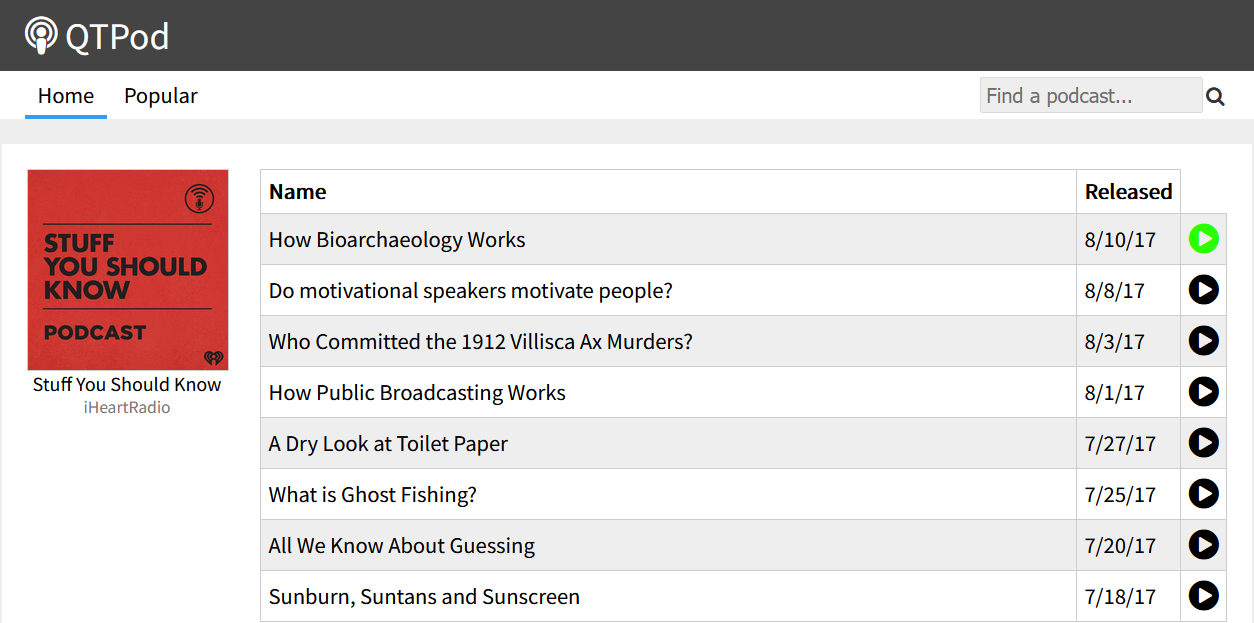 QTPod
Home Popular Find a podcast...
STUFF
YOU SHOULD
KNOW
PODCAST
Stuff You Should Know
iHeartRadio
Name Released
How Bioarchaeology Works 8/10/17
Do motivational speakers motivate people? 8/8/17
Who Committed the 1912 Villisca Ax Murders? 8/3/17
How Public Broadcasting Works 8/1/17
A Dry Look at Toilet Paper 7/27/17
What is Ghost Fishing? 7/25/17
All We Know About Guessing 7/20/17
Sunburn, Suntans and Sunscreen 7/18/17